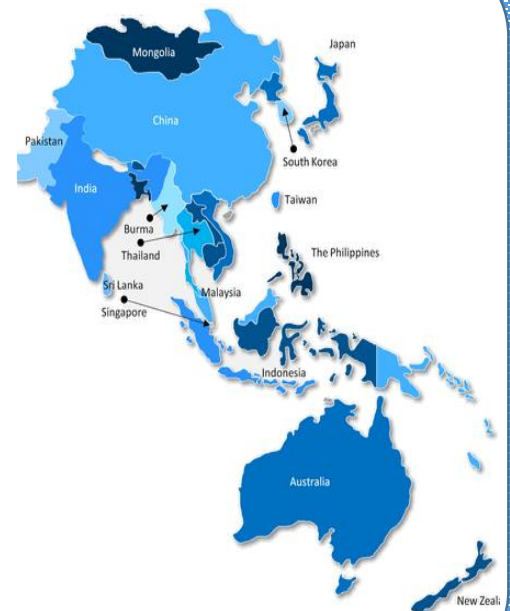 Mongolia
Japan
China
Pakistan
South Korea
India
Taiwan
Burma
The Philippines
Thailand
Sri Lanka
Malaysia
Singapore
Indonesia
Australia
New Zeal